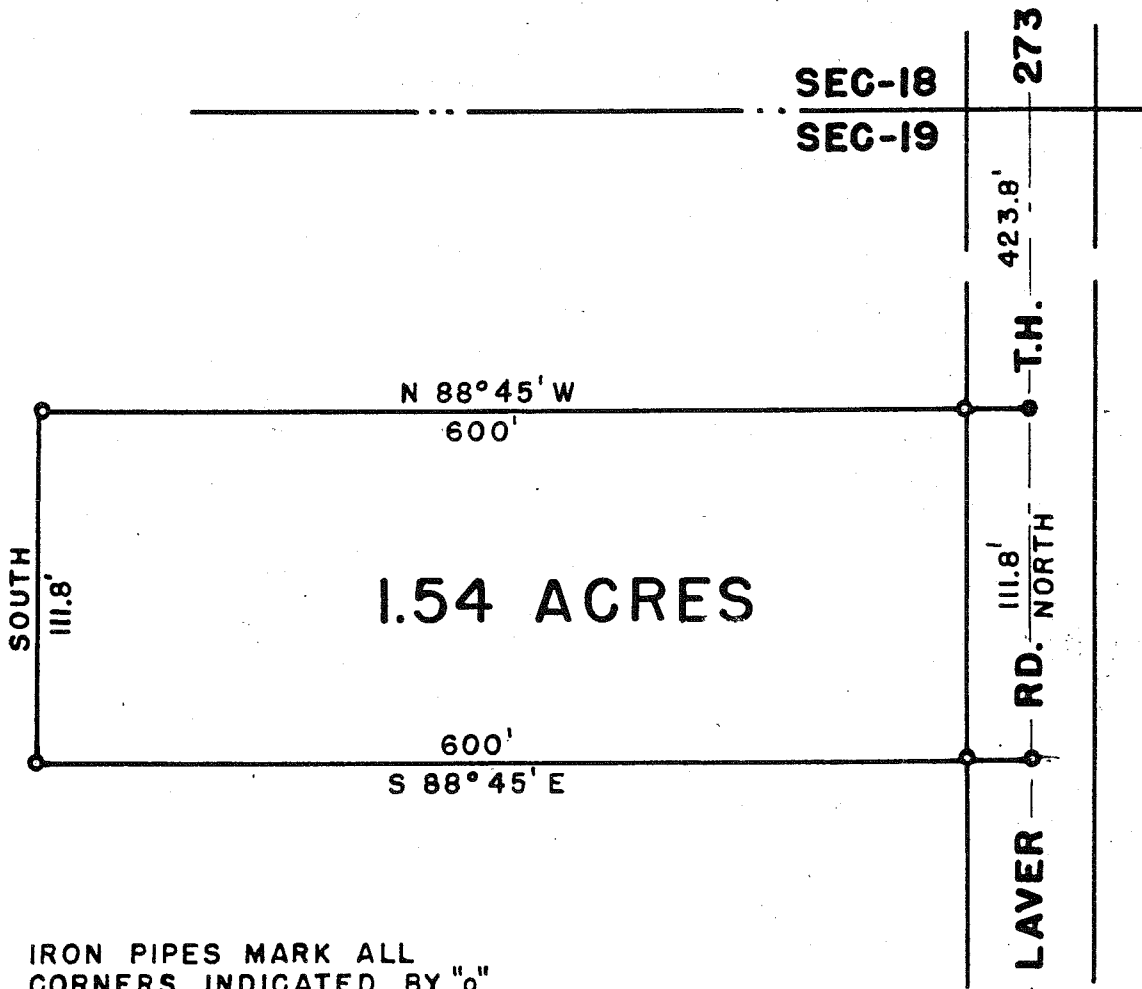 SEC-18
SEC-19
T.H. 273
423.8'
N 88° 45' W
600'
SOUTH
111.8'
1.54 ACRES
111.8'
NORTH
600'
S 88° 45' E
LAVER RD.
IRON PIPES MARK ALL
CORNERS INDICATED BY "o"